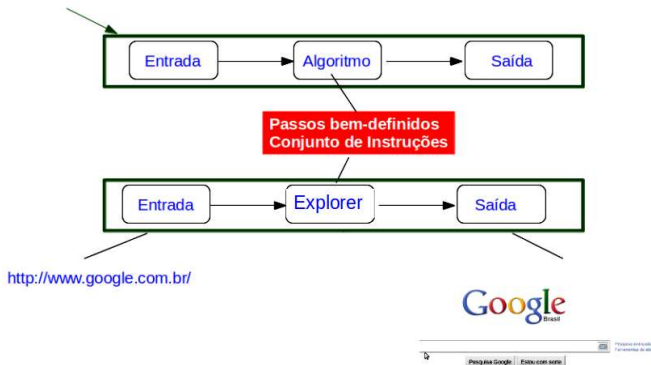 Entrada
Algoritmo
Saída
Passos bem-definidos
Conjunto de Instruções
Entrada
Explorer
Saída
http://www.google.com.br/
Google
Brasil
Pesquisa Google
Estou com sorte